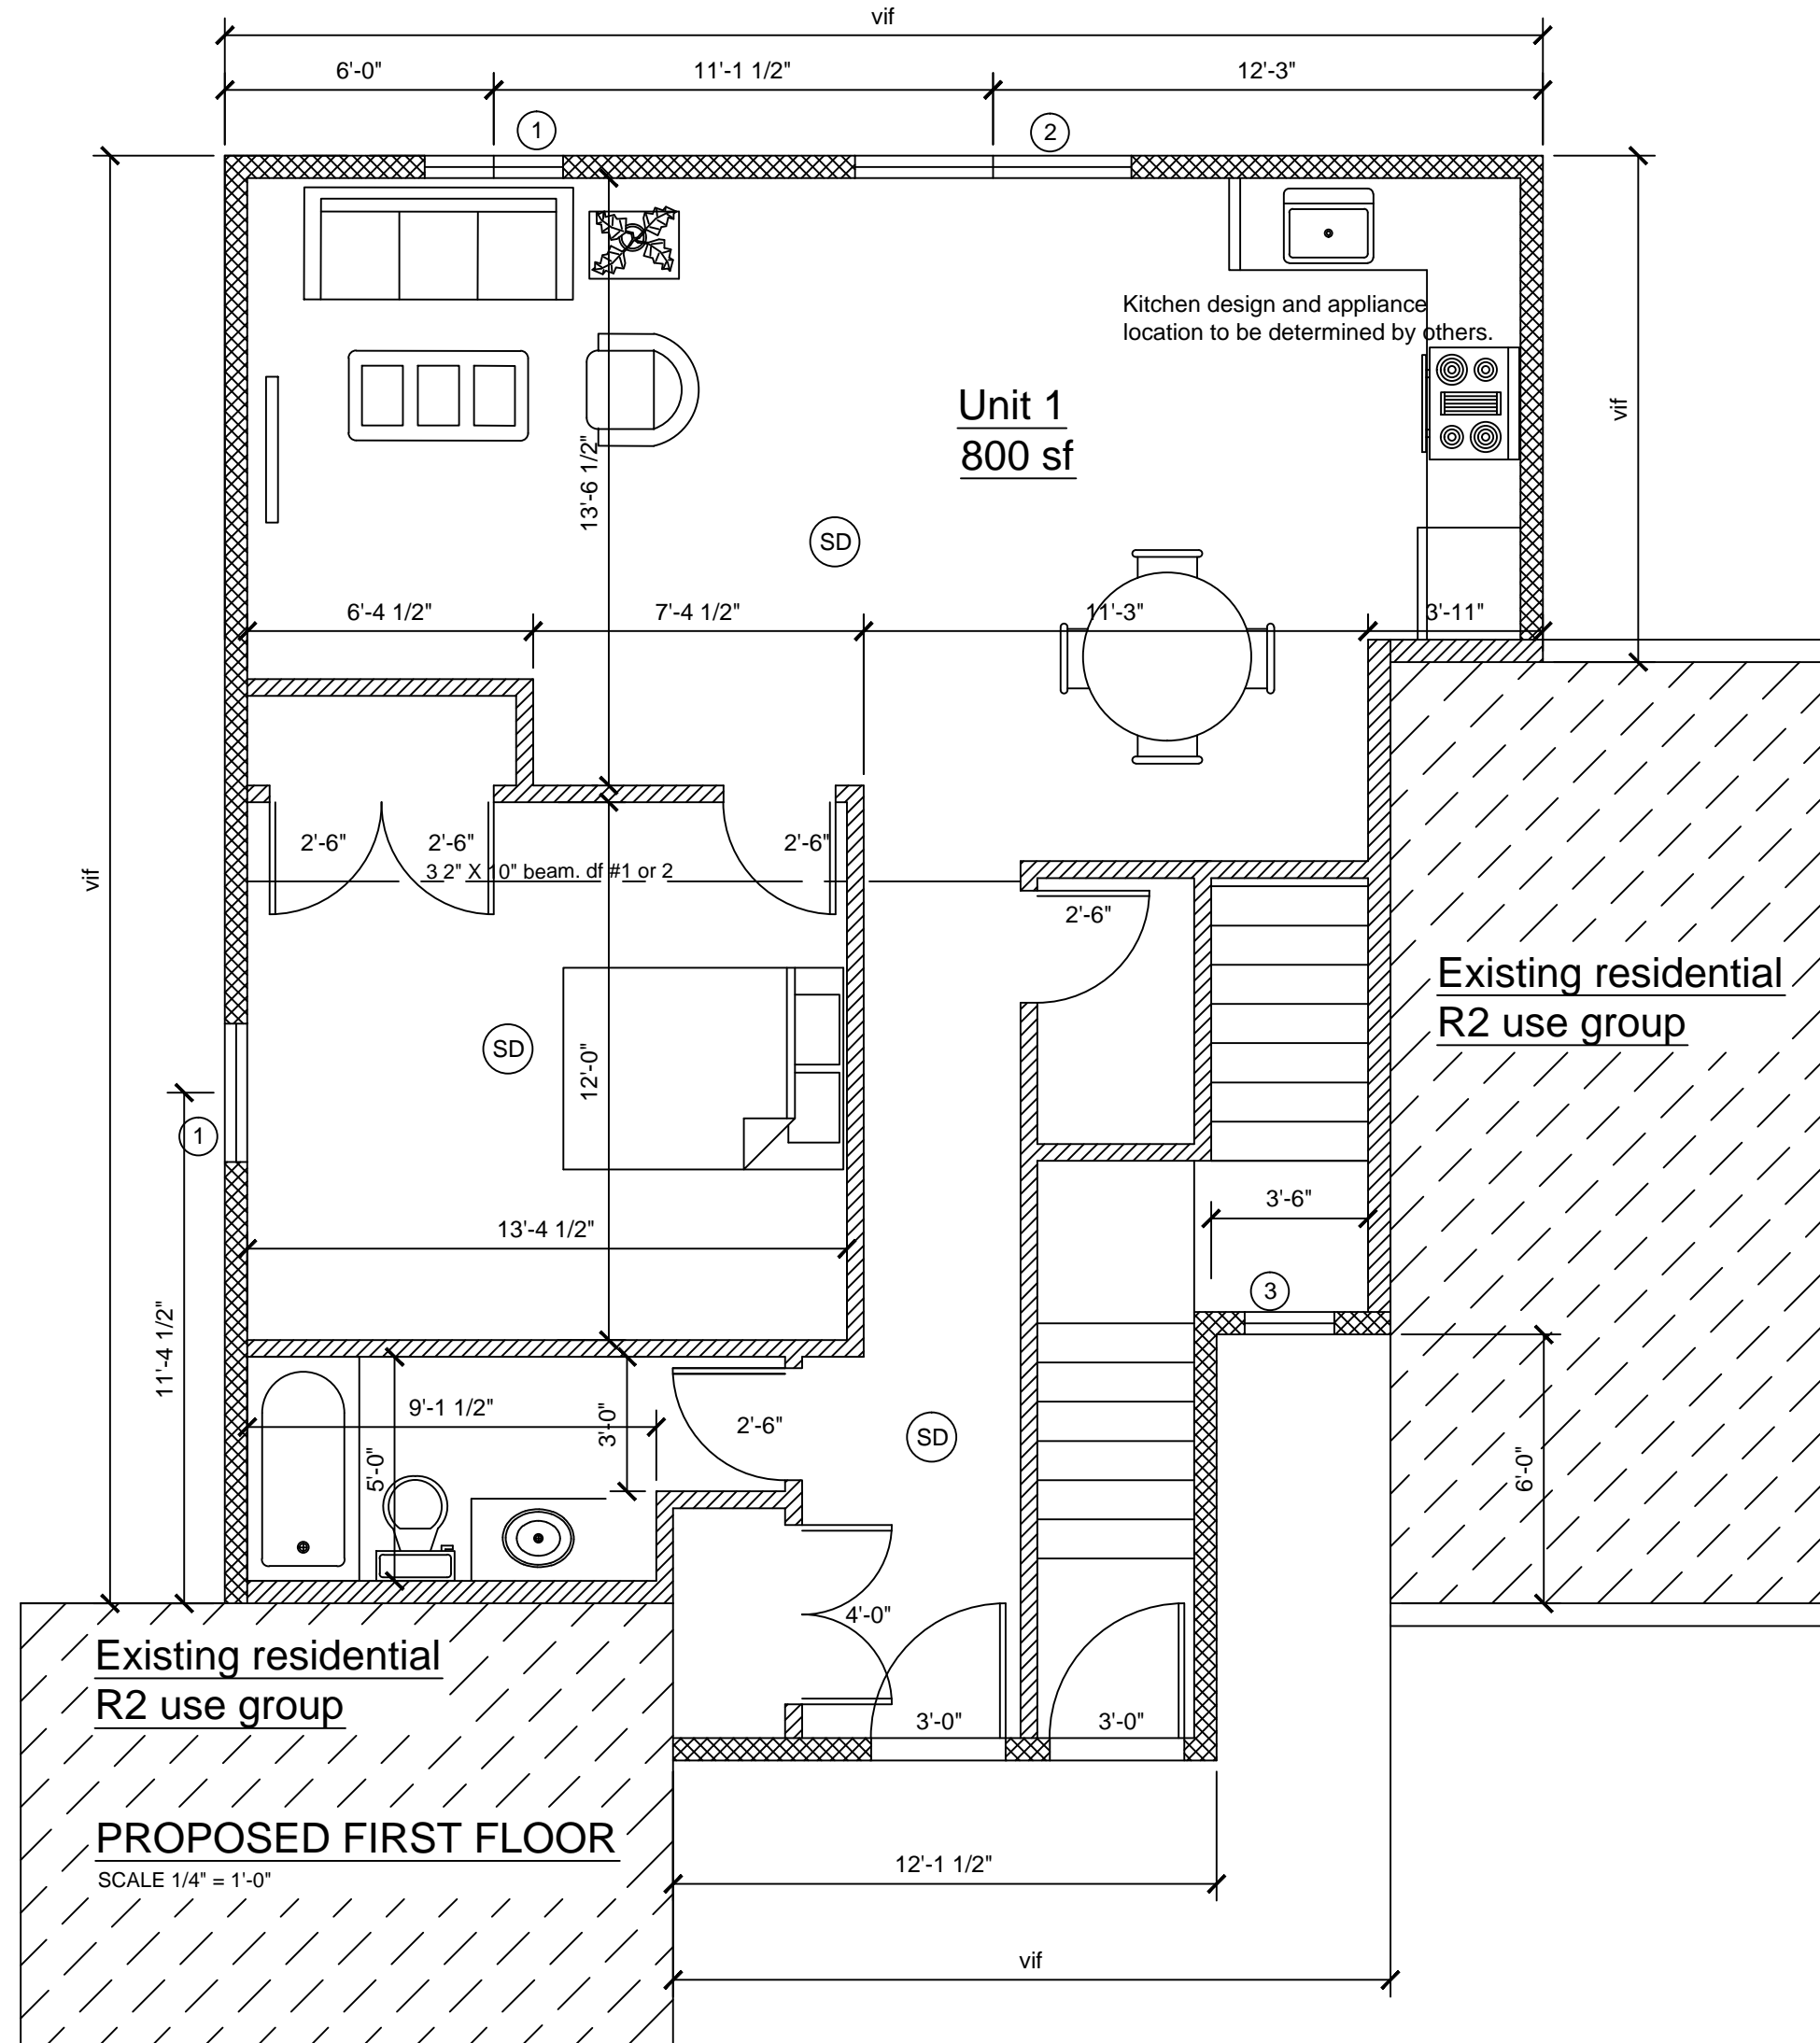 vif
6'-0"
11'-1 1/2"
12'-3"
1
2
Kitchen design and appliance
location to be determined by others.
Unit 1
800 sf
vif
13'-6 1/2"
SD
6'-4 1/2"
7'-4 1/2"
11'-3"
3'-11"
2'-6"
2'-6"
2'-6"
3 2" X 10" beam. df #1 or 2
vif
2'-6"
Existing residential
R2 use group
SD
12'-0"
1
3'-6"
13'-4 1/2"
3
11'-4 1/2"
9'-1 1/2"
3'-0"
2'-6"
SD
5'-0"
6'-0"
4'-0"
Existing residential
R2 use group
3'-0"
3'-0"
PROPOSED FIRST FLOOR
SCALE 1/4" = 1'-0"
12'-1 1/2"
vif